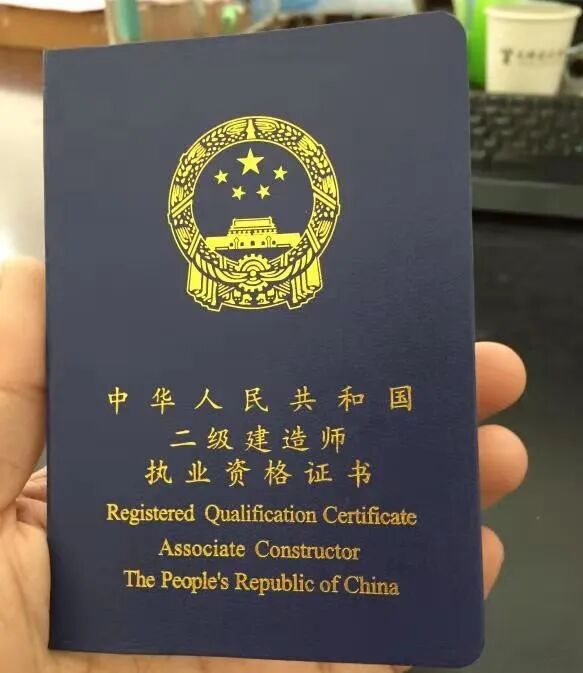 中华人民共和国
二级建造师
执业资格证书
Registered Qualification Certificate
Associate Constructor
The People's Republic of China